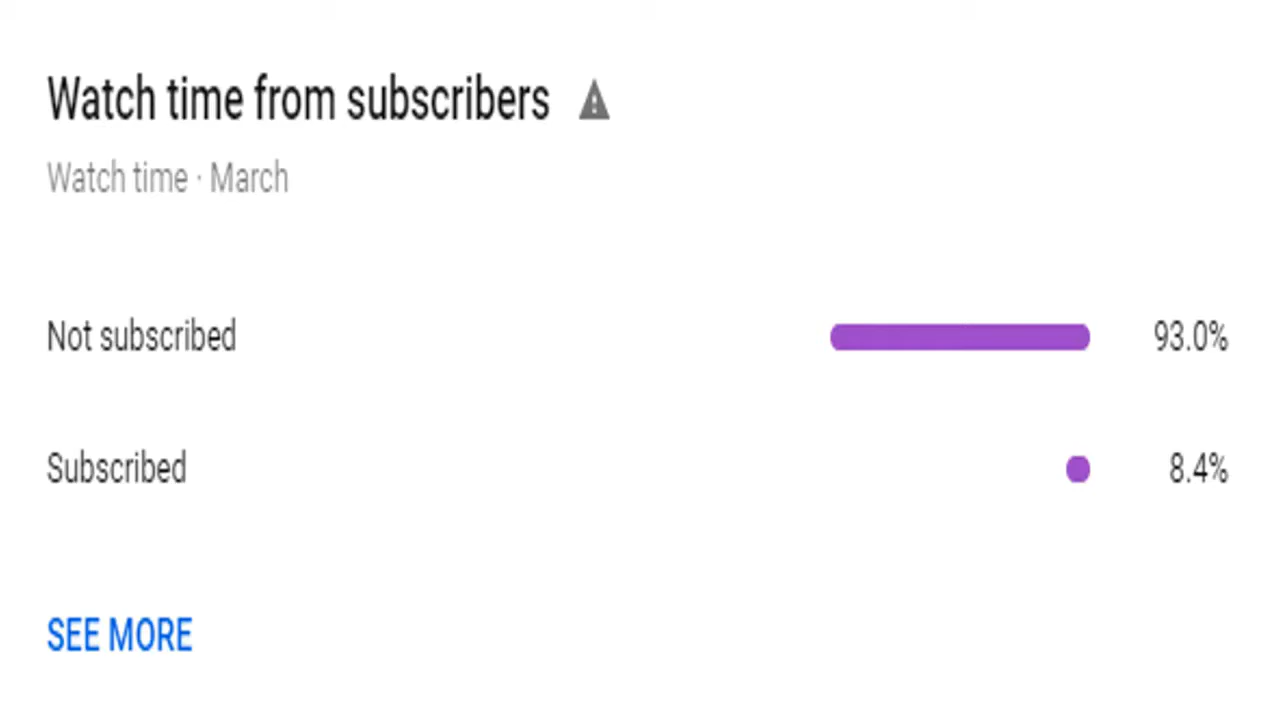 Watch time from subscribers
Watch time · March
Not subscribed 93.0%
Subscribed 8.4%
SEE MORE